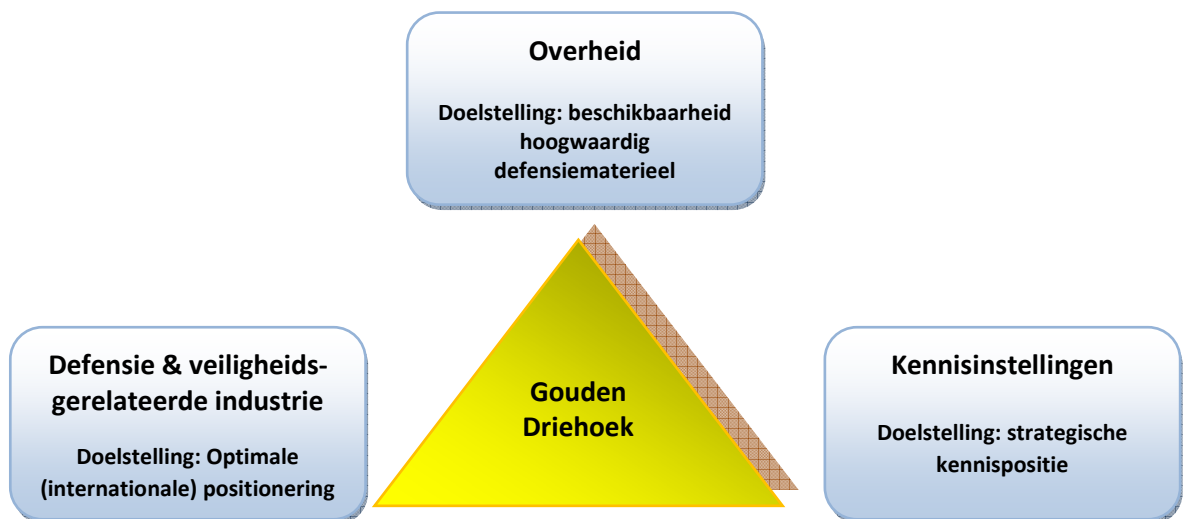 Overheid
Doelstelling: beschikbaarheid
hoogwaardig
defensiematerieel
Defensie & veiligheids-
gerelateerde industrie
Doelstelling: Optimale
(internationale) positionering
Gouden
Driehoek
Kennisinstellingen
Doelstelling: strategische
kennispositie